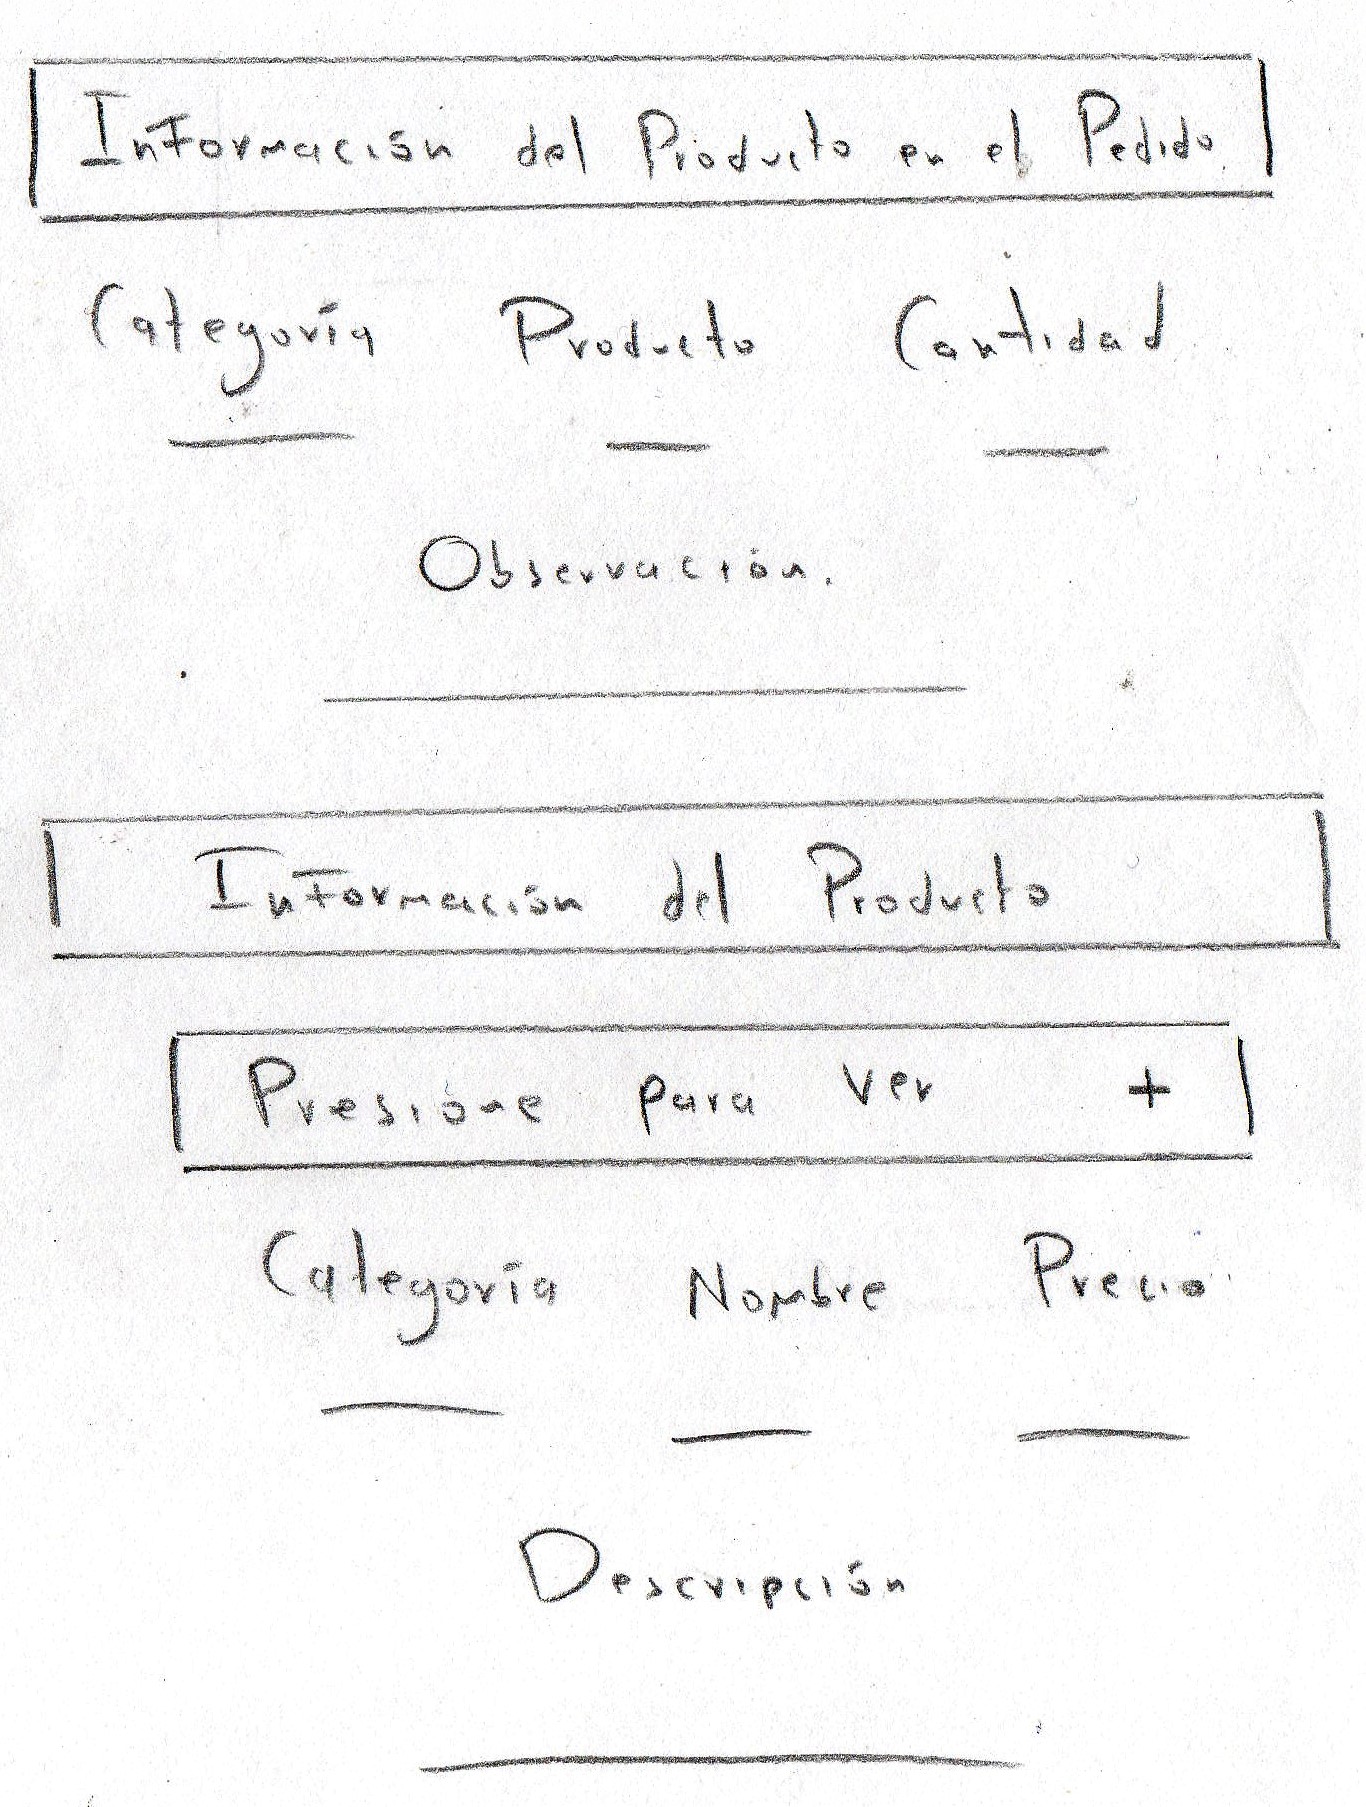 Información del Producto en el Pedido
Categoría Producto Cantidad
Observación.
Información del Producto
Presione para ver +
Categoría Nombre Precio
Descripción